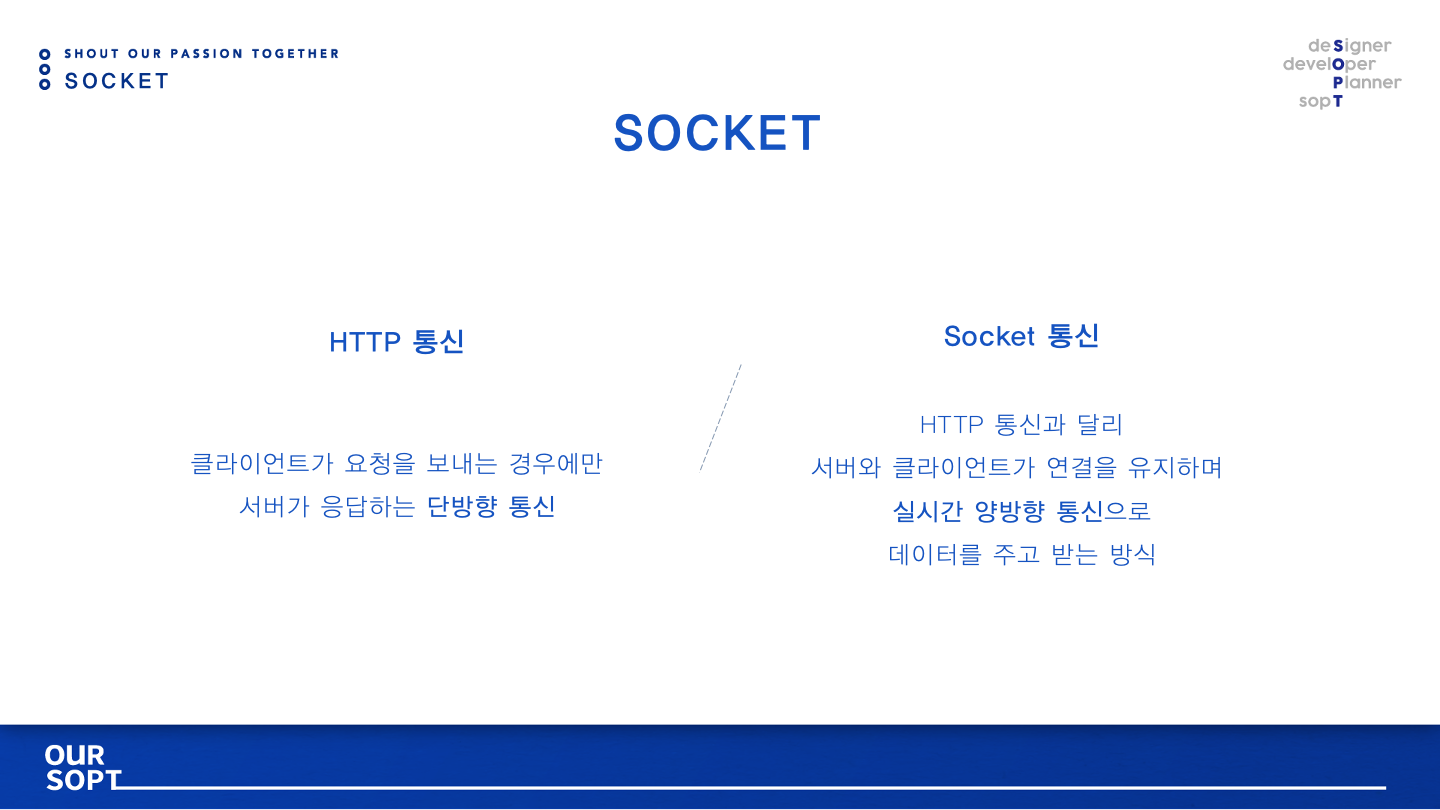 SHOUT OUR PASSION TOGETHER
SOCKET
deSigner
develOper
Planner
sopT
SOCKET
HTTP 통신
클라이언트가 요청을 보내는 경우에만
서버가 응답하는 단방향 통신
Socket 통신
HTTP 통신과 달리
서버와 클라이언트가 연결을 유지하며
실시간 양방향 통신으로
데이터를 주고 받는 방식
OUR
SOPT